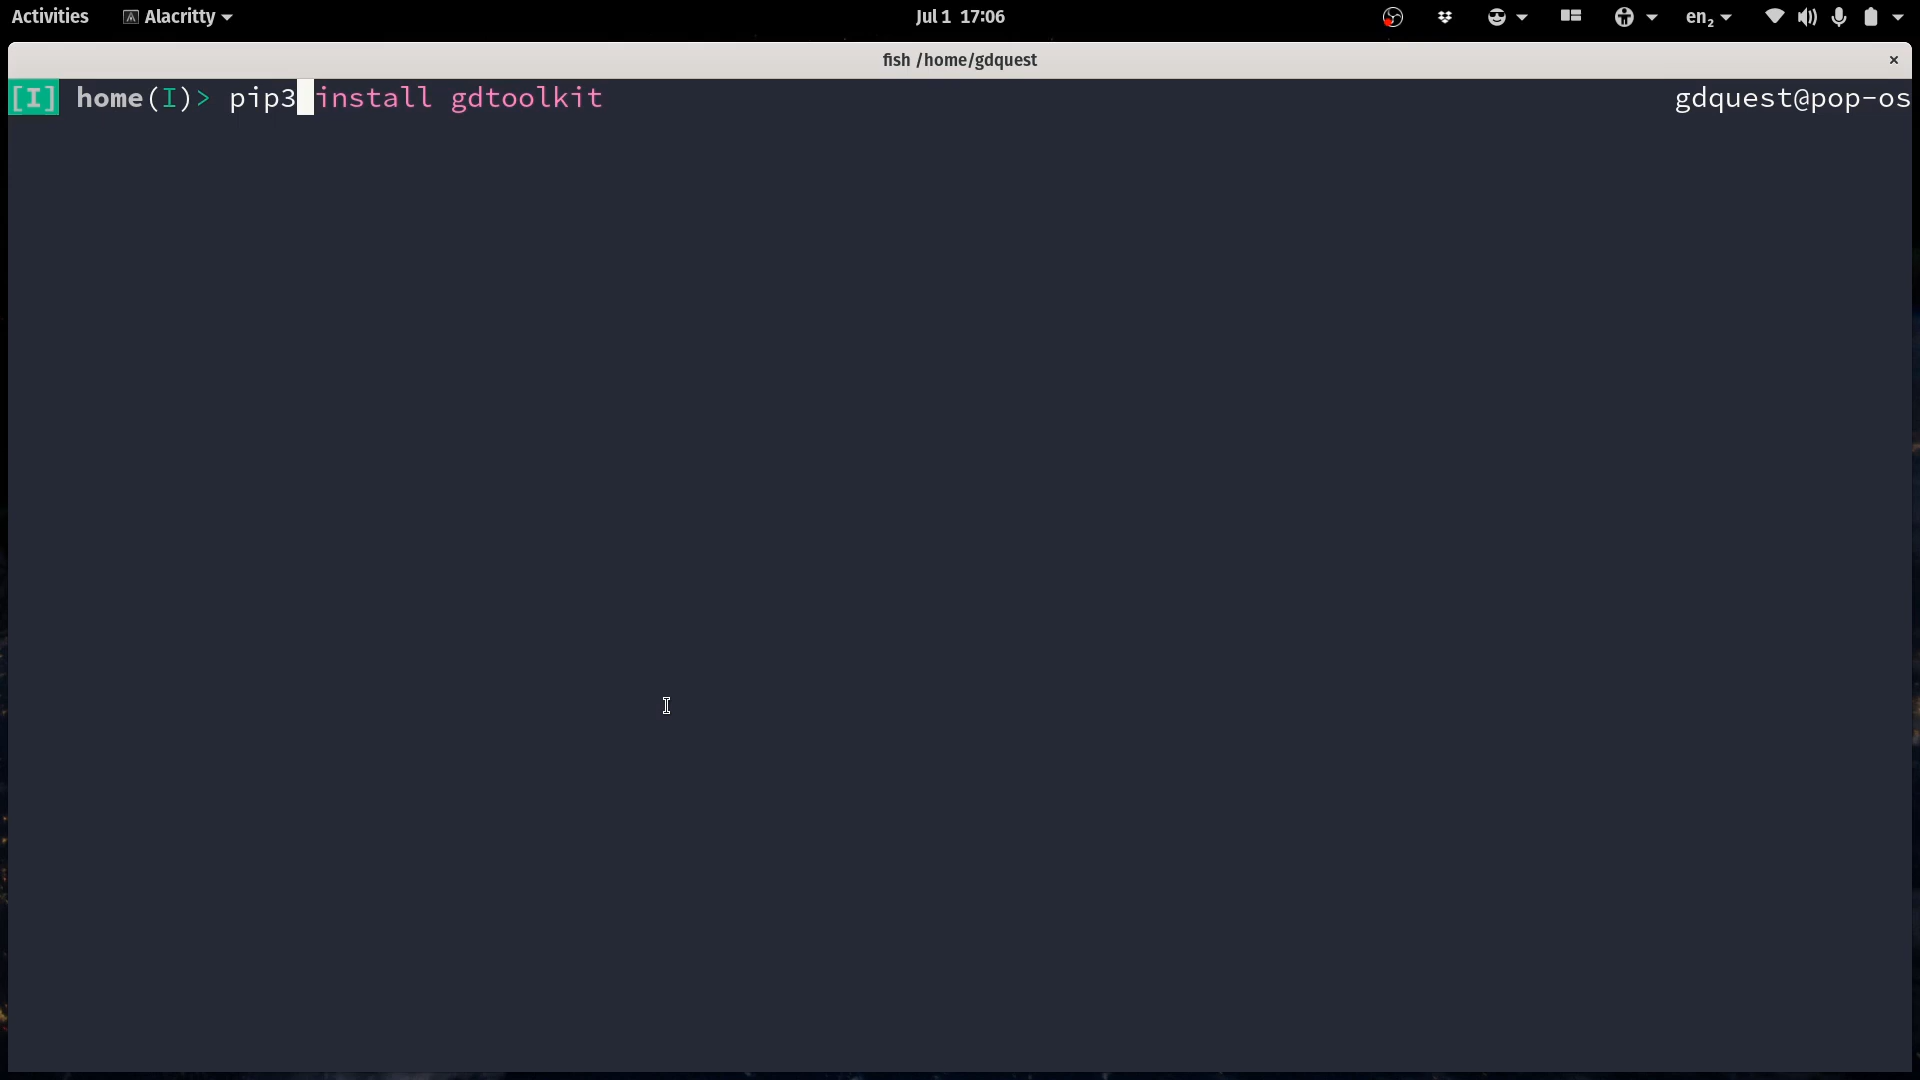 Activities Alacritty Jul 1 17:06 en₂
fish /home/gdquest ×
[I] home(I)> pip3 install gdtoolkit gdquest@pop-os